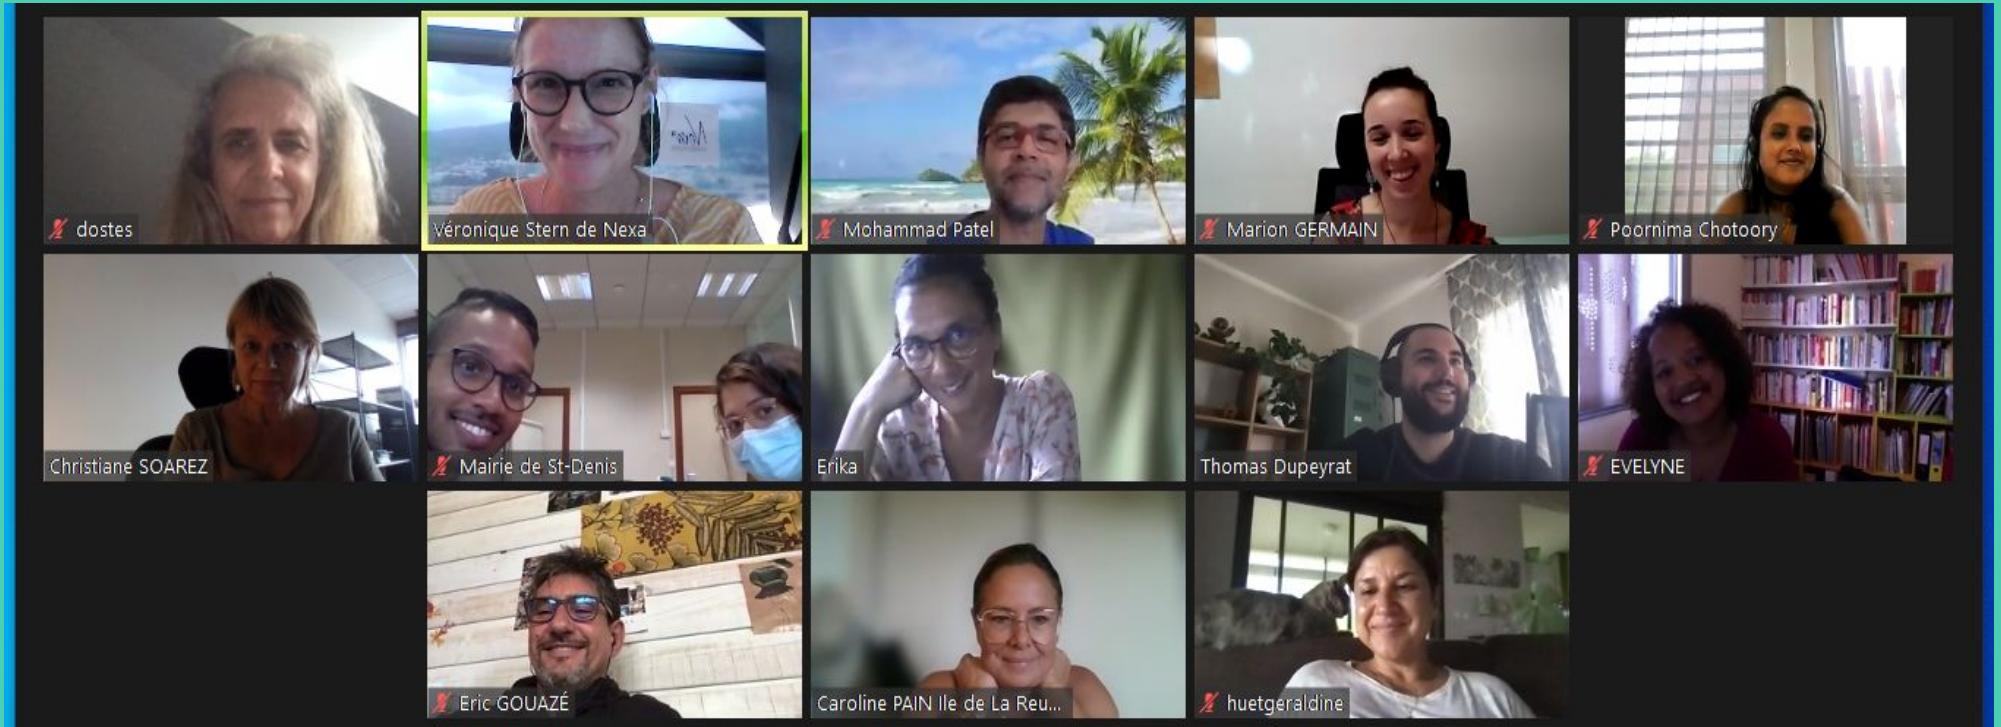 dostes
Véronique Stern de Nexa
Mohammad Patel
Marion GERMAIN
Poornima Chotoory
Nexa
Christiane SOAREZ
Mairie de St-Denis
Erika
Thomas Dupeyrat
EVELYNE
Eric GOUAZÉ
Caroline PAIN Ile de La Reu...
huetgeraldine